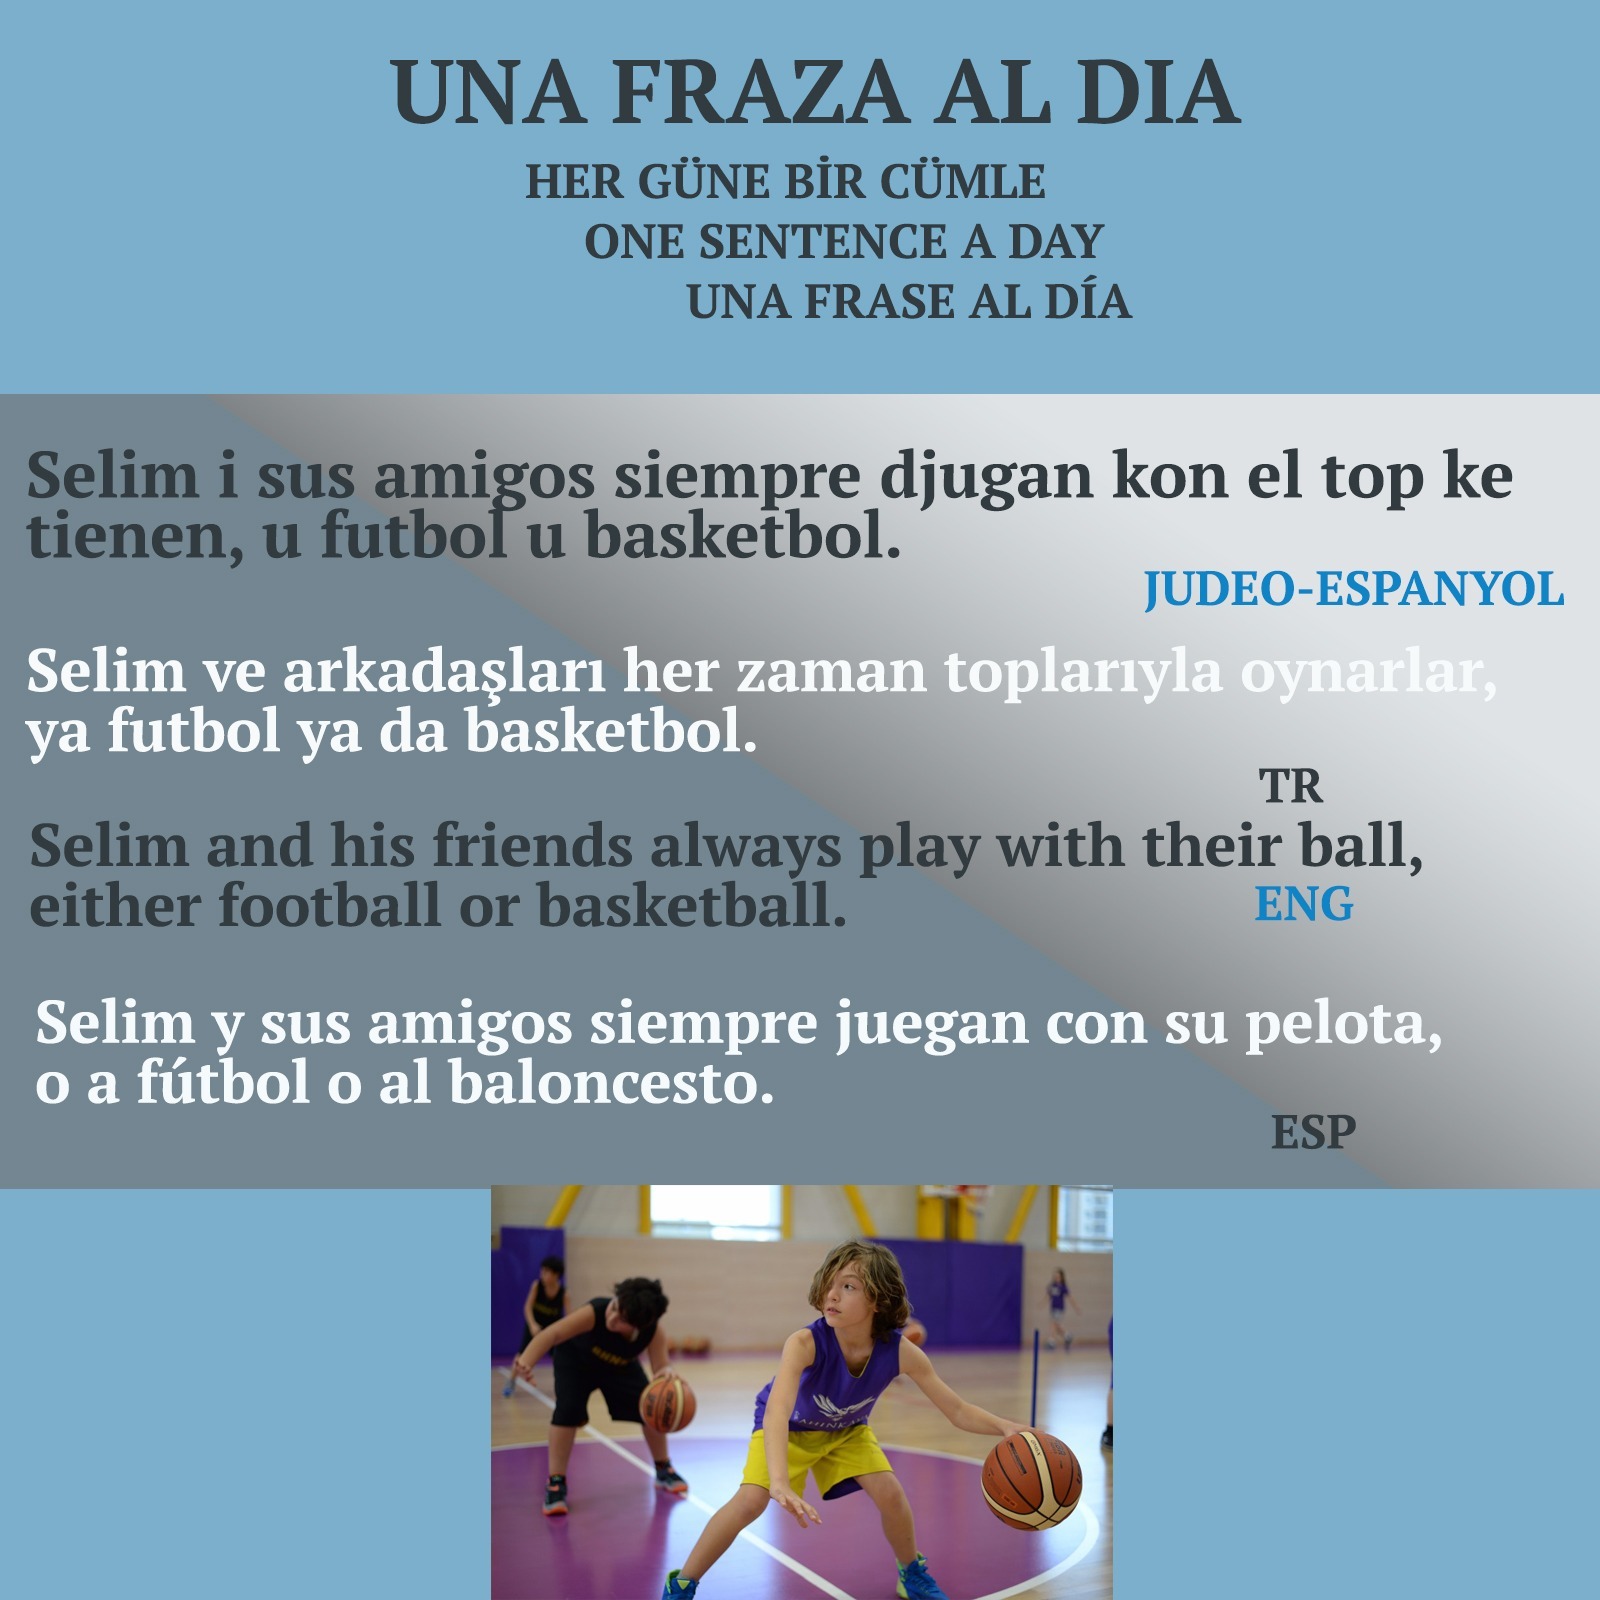 UNA FRAZA AL DIA
HER GÜNE BİR CÜMLE
ONE SENTENCE A DAY
UNA FRASE AL DÍA
Selim i sus amigos siempre djugan kon el top ke
tienen, u futbol u basketbol.
JUDEO-ESPANYOL
Selim ve arkadaşları her zaman toplarıyla oynarlar,
ya futbol ya da basketbol.
TR
Selim and his friends always play with their ball,
either football or basketball.
ENG
Selim y sus amigos siempre juegan con su pelota,
o a fútbol o al baloncesto.
ESP